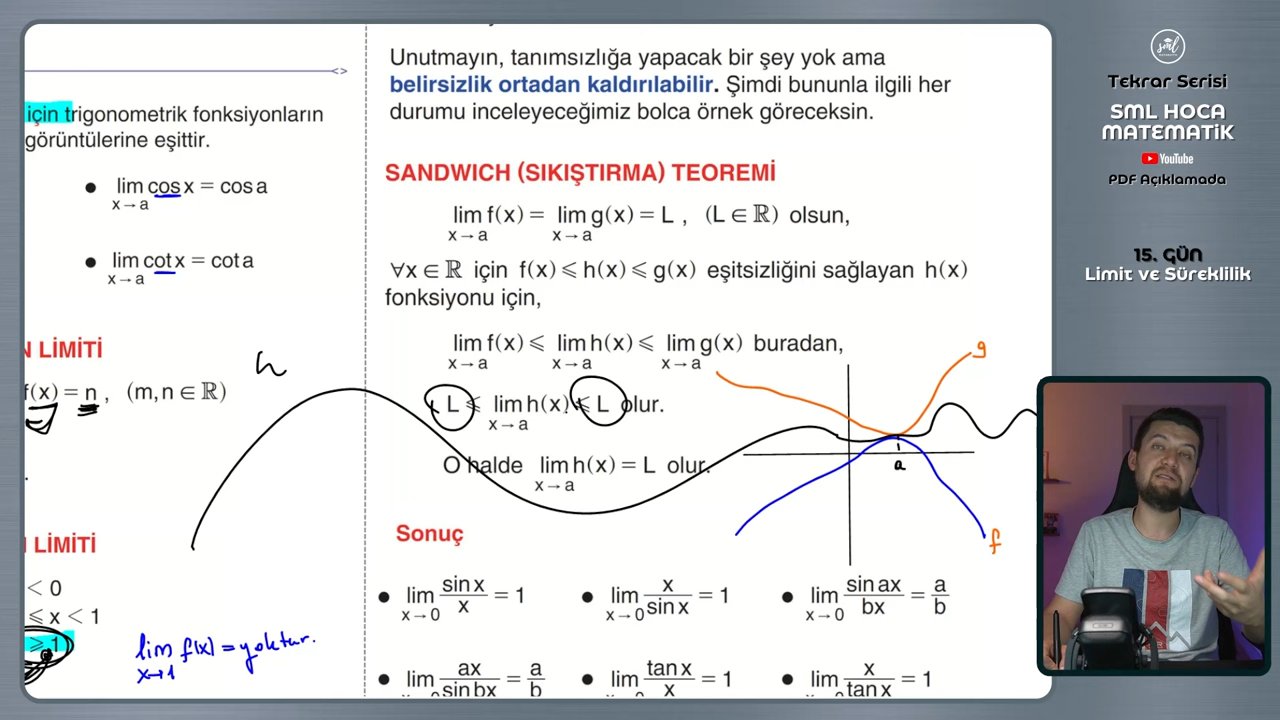 Unutmayın, tanımsızlığa yapacak bir şey yok ama
belirsizlik ortadan kaldırılabilir. Şimdi bununla ilgili her
durumu inceleyeceğimiz bolca örnek göreceksin.
için trigonometrik fonksiyonların
görüntülerine eşittir.
● lim cos x = cos a
x→a
● lim cot x = cot a
x→a
N LİMİTİ
f(x) = n , (m,n ∈ ℝ)
LİMİTİ
< 0
≤ x < 1
≥ 1
lim f(x) = yoktur.
x→1
h
SANDWICH (SIKIŞTIRMA) TEOREMİ
lim f(x) = lim g(x) = L , (L ∈ ℝ) olsun,
x→a x→a
∀x ∈ ℝ için f(x) ≤ h(x) ≤ g(x) eşitsizliğini sağlayan h(x)
fonksiyonu için,
lim f(x) ≤ lim h(x) ≤ lim g(x) buradan,
x→a x→a x→a
L ≤ lim h(x) ≤ L olur.
x→a
O halde lim h(x) = L olur.
x→a
g
a
f
Sonuç
● lim sin x / x = 1 ● lim x / sin x = 1 ● lim sin ax / bx = a / b
x→0 x→0 x→0
● lim ax / sin bx = a / b ● lim tan x / x = 1 ● lim x / tan x = 1
sml
Tekrar Serisi
SML HOCA
MATEMATİK
YouTube
PDF Açıklamada
15. GÜN
Limit ve Süreklilik